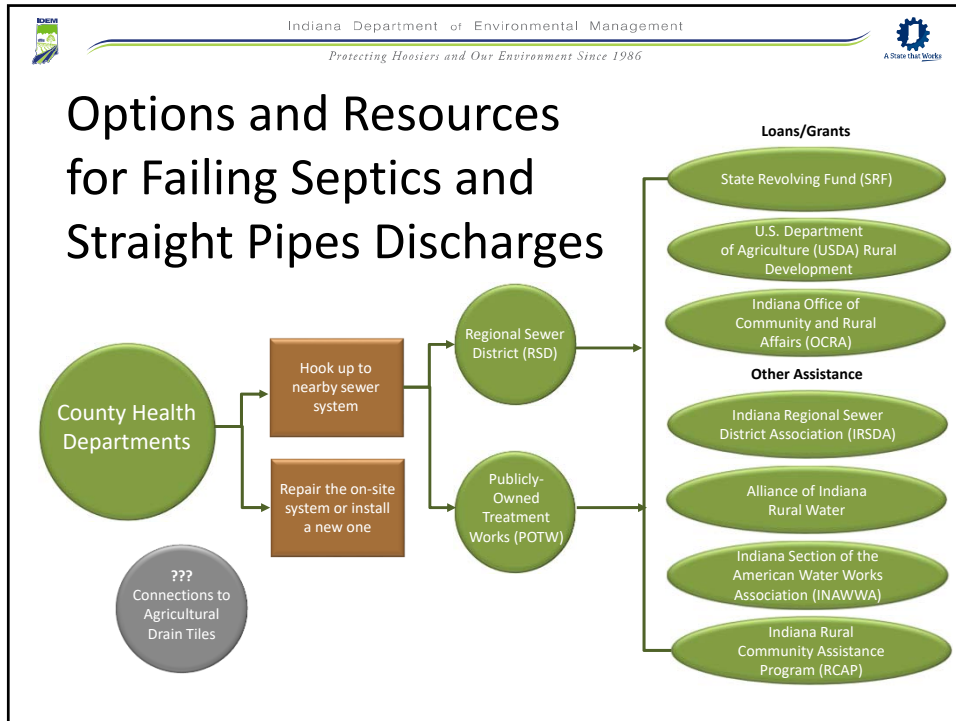 IDEM
Indiana Department of Environmental Management
Protecting Hoosiers and Our Environment Since 1986
A State that Works
Options and Resources
for Failing Septics and
Straight Pipes Discharges
County Health
Departments
Hook up to
nearby sewer
system
Repair the on-site
system or install
a new one
???
Connections to
Agricultural
Drain Tiles
Regional Sewer
District (RSD)
Publicly-
Owned
Treatment
Works (POTW)
Loans/Grants
State Revolving Fund (SRF)
U.S. Department
of Agriculture (USDA) Rural
Development
Indiana Office of
Community and Rural
Affairs (OCRA)
Other Assistance
Indiana Regional Sewer
District Association (IRSDA)
Alliance of Indiana
Rural Water
Indiana Section of the
American Water Works
Association (INAWWA)
Indiana Rural
Community Assistance
Program (RCAP)